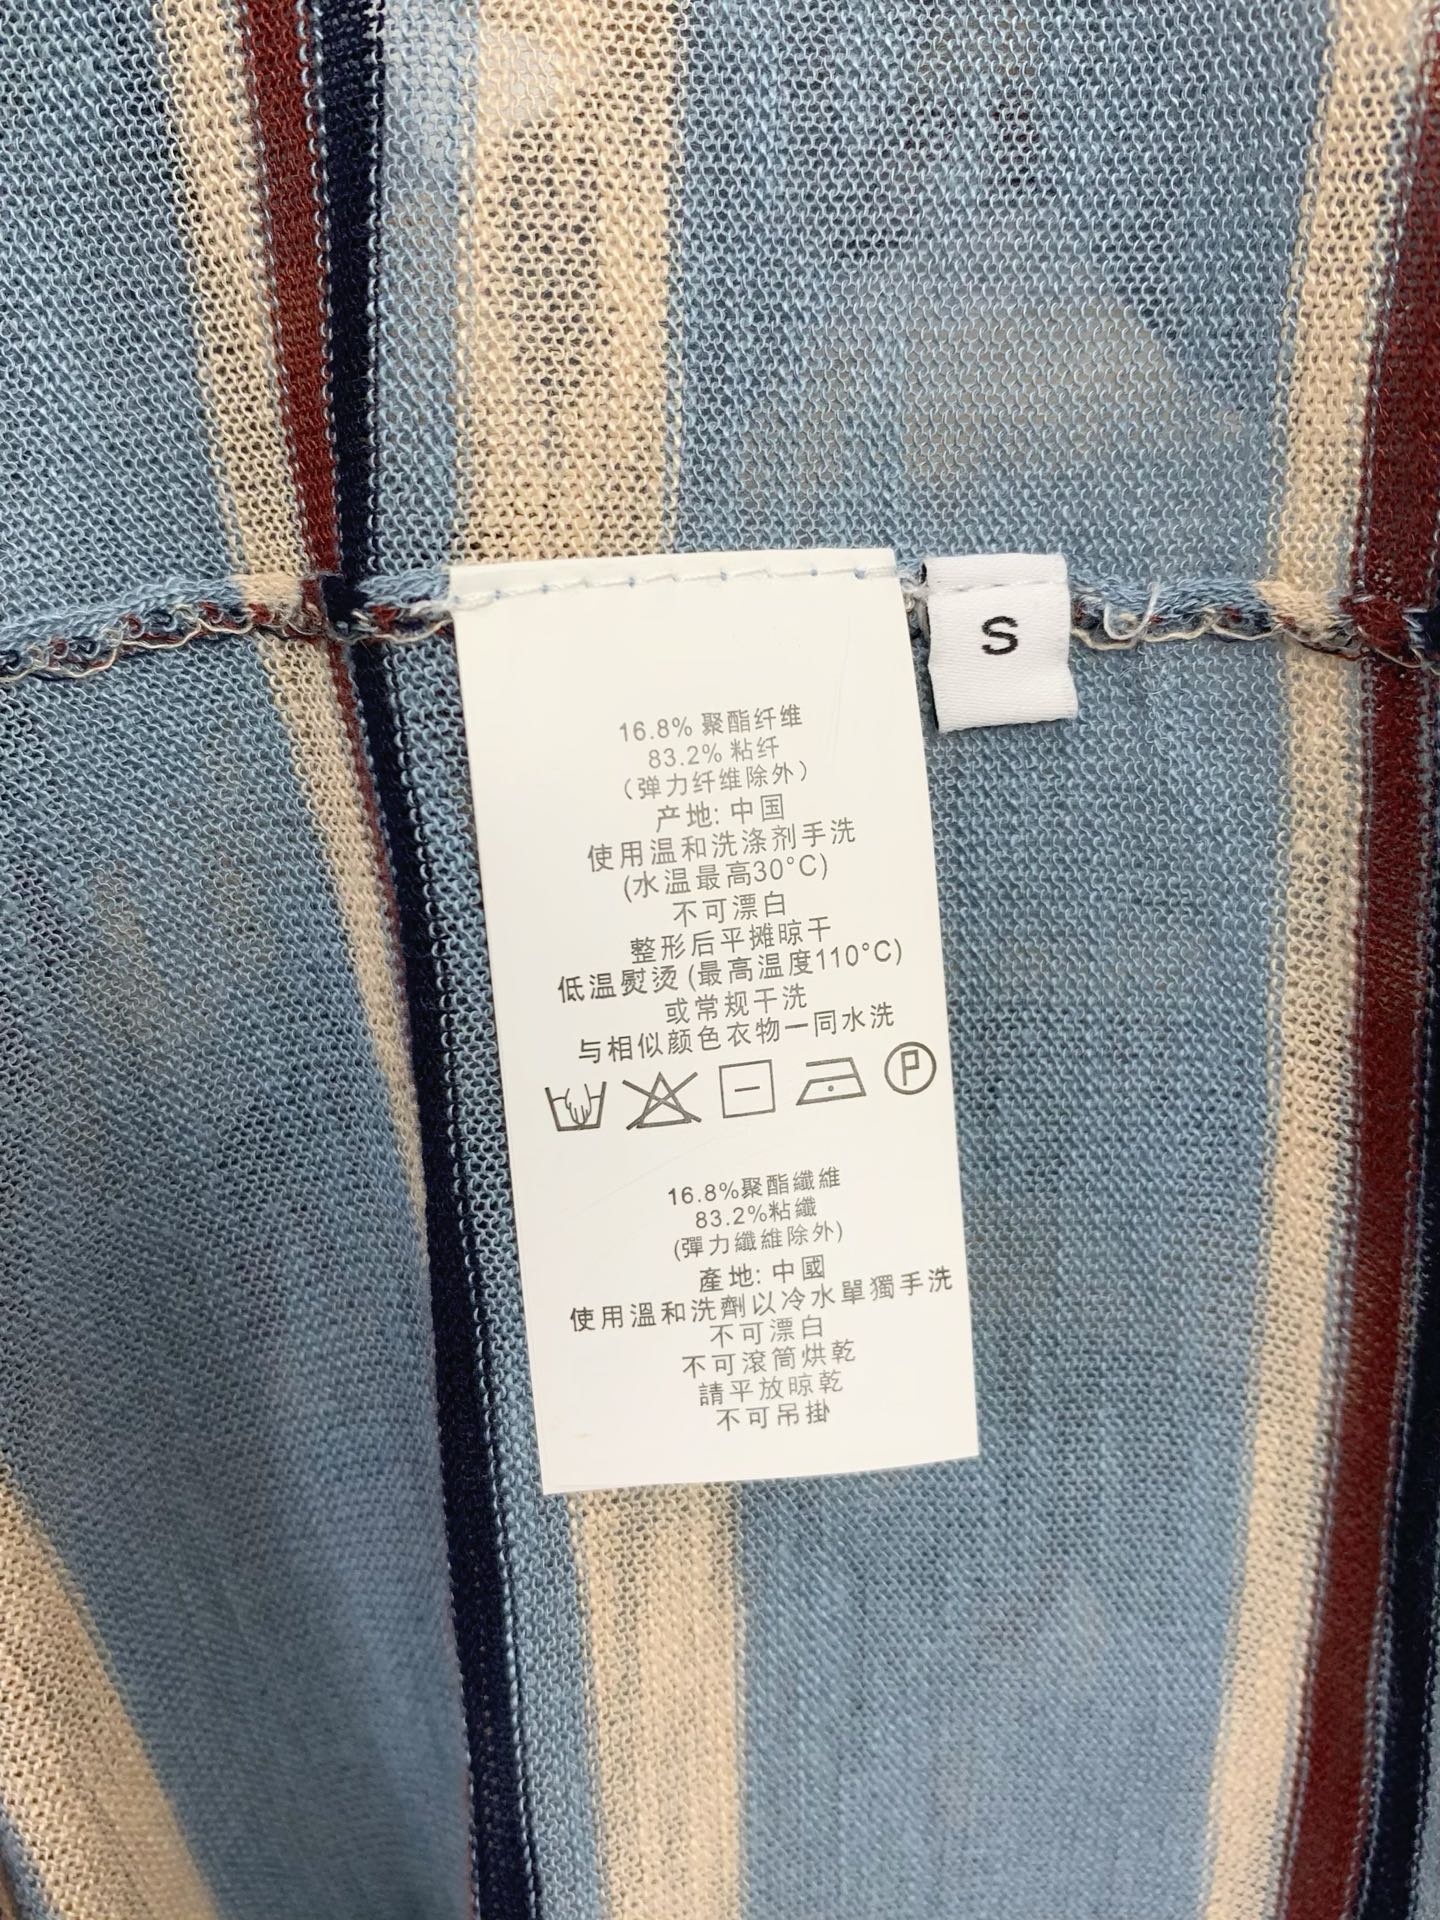 S
16.8% 聚酯纤维
83.2% 粘纤
（弹力纤维除外）
产地: 中国
使用温和洗涤剂手洗
(水温最高30°C)
不可漂白
整形后平摊晾干
低温熨烫 (最高温度110°C)
或常规干洗
与相似颜色衣物一同水洗
P
16.8%聚酯纖維
83.2%粘纖
(彈力纖維除外)
產地: 中國
使用溫和洗劑以冷水單獨手洗
不可漂白
不可滾筒烘乾
請平放晾乾
不可吊掛